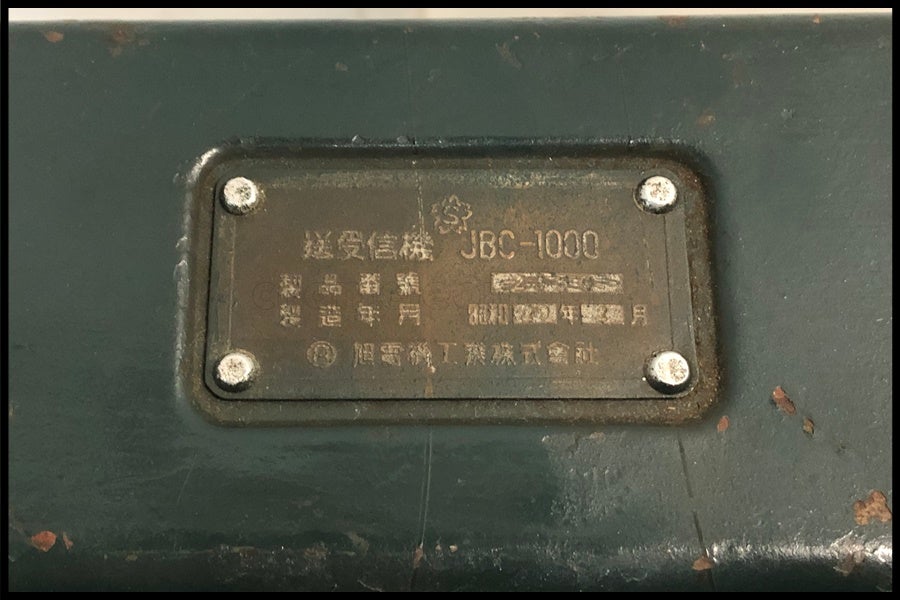 S
送受信機 JBC-1000
製品番號
製造年月 昭和 年 月
電機工業株式會社